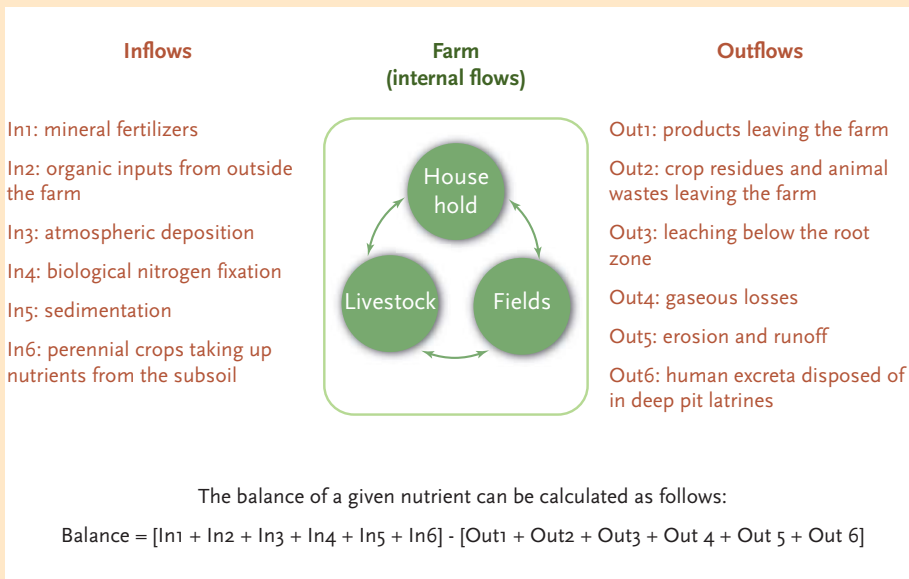 Inflows
In1: mineral fertilizers
In2: organic inputs from outside
the farm
In3: atmospheric deposition
In4: biological nitrogen fixation
In5: sedimentation
In6: perennial crops taking up
nutrients from the subsoil
Farm
(internal flows)
House
hold
Livestock
Fields
Outflows
Out1: products leaving the farm
Out2: crop residues and animal
wastes leaving the farm
Out3: leaching below the root
zone
Out4: gaseous losses
Out5: erosion and runoff
Out6: human excreta disposed of
in deep pit latrines
The balance of a given nutrient can be calculated as follows:
Balance = [In1 + In2 + In3 + In4 + In5 + In6] - [Out1 + Out2 + Out3 + Out 4 + Out 5 + Out 6]